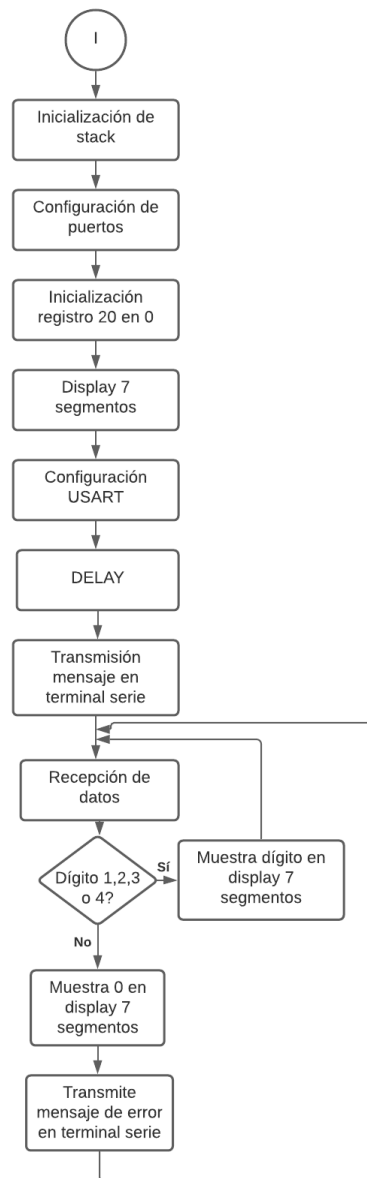 I
Inicialización de
stack
Configuración de
puertos
Inicialización
registro 20 en 0
Display 7
segmentos
Configuración
USART
DELAY
Transmisión
mensaje en
terminal serie
Recepción de
datos
Dígito 1,2,3
o 4?
Sí
Muestra dígito en
display 7
segmentos
No
Muestra 0 en
display 7
segmentos
Transmite
mensaje de error
en terminal serie